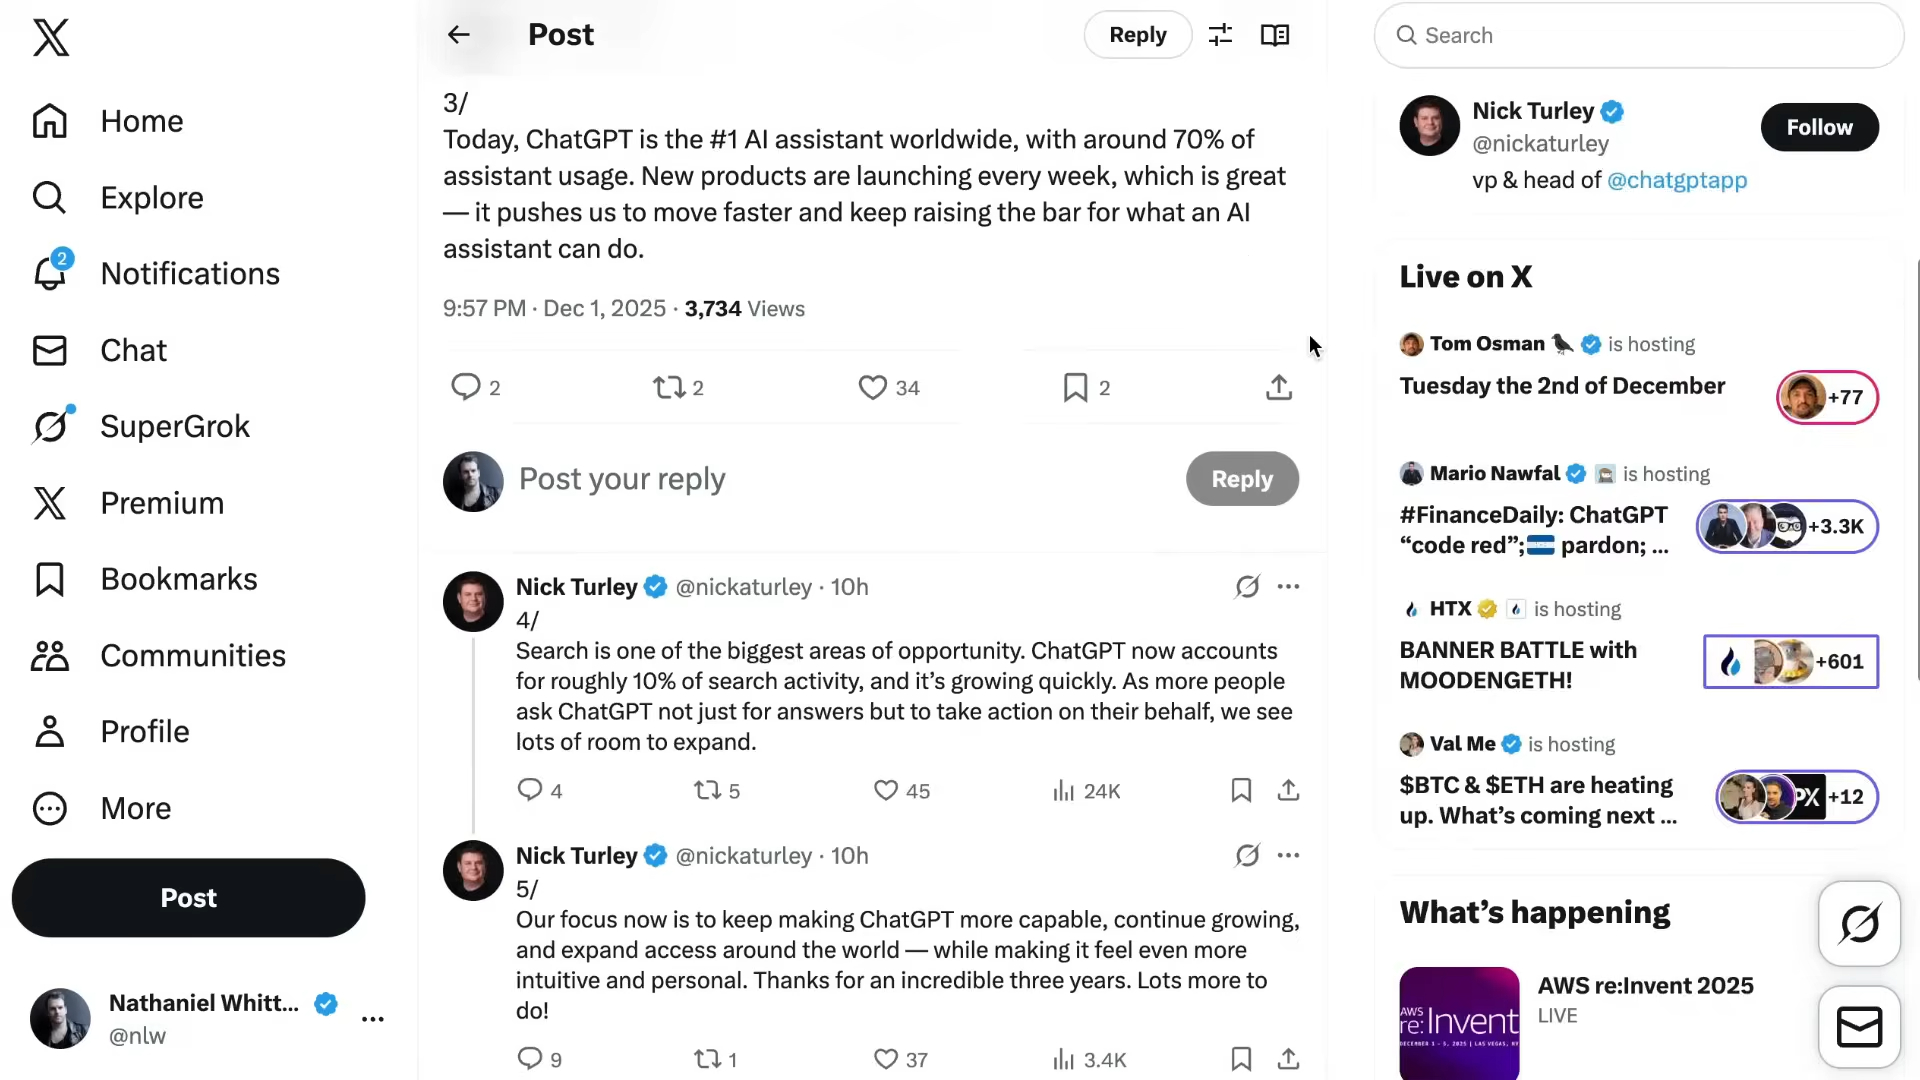 Home
Explore
2
Notifications
Chat
SuperGrok
Premium
Bookmarks
Communities
Profile
More
Post
Nathaniel Whitt...
@nlw
Post
Reply
3/
Today, ChatGPT is the #1 AI assistant worldwide, with around 70% of
assistant usage. New products are launching every week, which is great
— it pushes us to move faster and keep raising the bar for what an AI
assistant can do.
9:57 PM · Dec 1, 2025 · 3,734 Views
2 2 34 2
Post your reply
Reply
Nick Turley @nickaturley · 10h
4/
Search is one of the biggest areas of opportunity. ChatGPT now accounts
for roughly 10% of search activity, and it’s growing quickly. As more people
ask ChatGPT not just for answers but to take action on their behalf, we see
lots of room to expand.
4 5 45 24K
Nick Turley @nickaturley · 10h
5/
Our focus now is to keep making ChatGPT more capable, continue growing,
and expand access around the world — while making it feel even more
intuitive and personal. Thanks for an incredible three years. Lots more to
do!
9 1 37 3.4K
Search
Nick Turley
@nickaturley
Follow
vp & head of @chatgptapp
Live on X
Tom Osman is hosting
Tuesday the 2nd of December
+77
Mario Nawfal is hosting
#FinanceDaily: ChatGPT
“code red”; pardon; ...
+3.3K
HTX is hosting
BANNER BATTLE with
MOODENGETH!
+601
Val Me is hosting
$BTC & $ETH are heating
up. What’s coming next ...
PX +12
What’s happening
AWS
re:Invent
DECEMBER 1 - 5, 2025 | LAS VEGAS, NV
AWS re:Invent 2025
LIVE